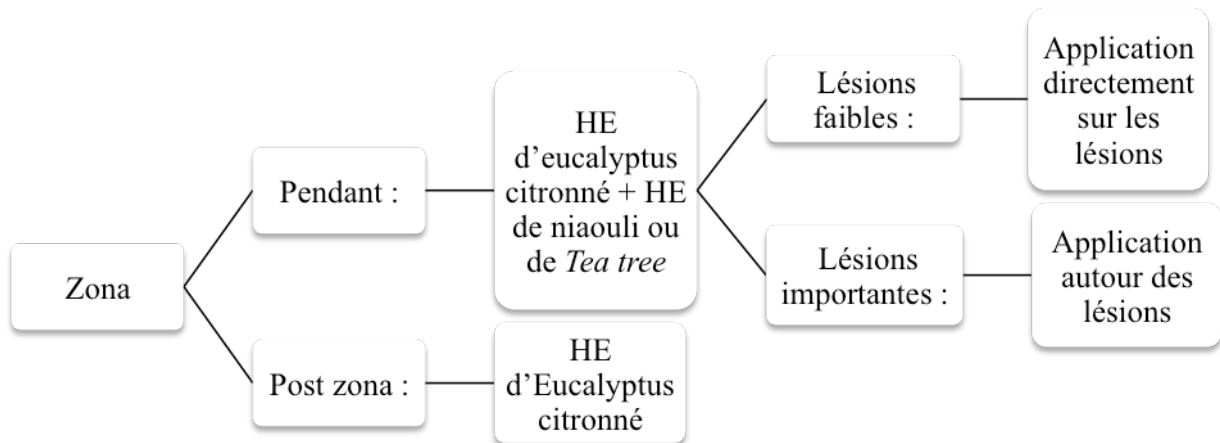 Zona
Pendant :
HE
d’eucalyptus
citronné + HE
de niaouli ou
de Tea tree
Lésions
faibles :
Application
directement
sur les
lésions
Lésions
importantes :
Application
autour des
lésions
Post zona :
HE
d’Eucalyptus
citronné